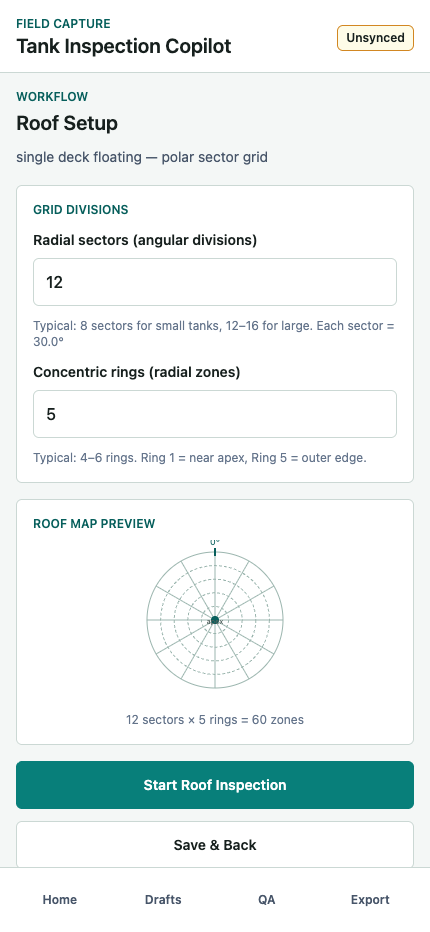 FIELD CAPTURE
Tank Inspection Copilot
Unsynced
WORKFLOW
Roof Setup
single deck floating — polar sector grid
GRID DIVISIONS
Radial sectors (angular divisions)
12
Typical: 8 sectors for small tanks, 12–16 for large. Each sector =
30.0°
Concentric rings (radial zones)
5
Typical: 4–6 rings. Ring 1 = near apex, Ring 5 = outer edge.
ROOF MAP PREVIEW
0°
12 sectors × 5 rings = 60 zones
Start Roof Inspection
Save & Back
Home
Drafts
QA
Export